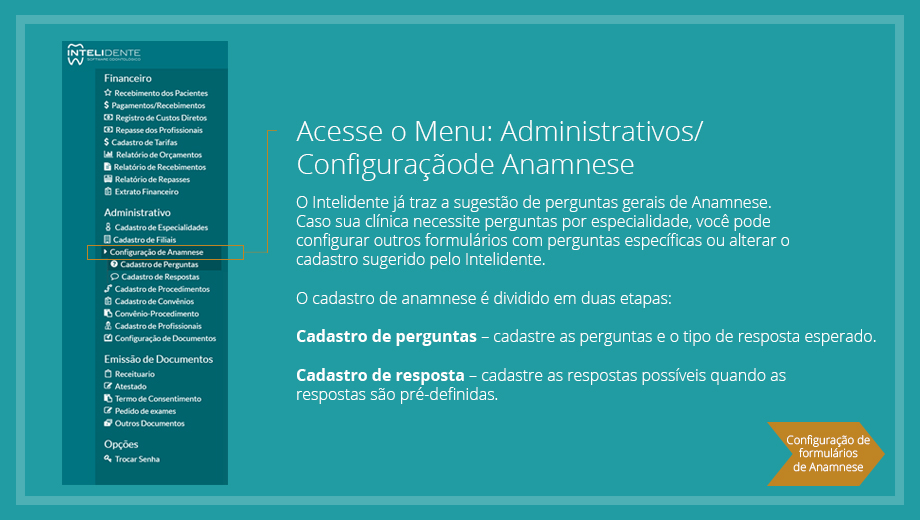 INTELIDENTE
SOFTWARE ODONTOLÓGICO
Financeiro
Recebimento dos Pacientes
Pagamentos/Recebimentos
Registro de Custos Diretos
Repasse dos Profissionais
Cadastro de Tarifas
Relatório de Orçamentos
Relatório de Recebimentos
Relatório de Repasses
Extrato Financeiro
Administrativo
Cadastro de Especialidades
Cadastro de Filiais
Configuração de Anamnese
Cadastro de Perguntas
Cadastro de Respostas
Cadastro de Procedimentos
Cadastro de Convênios
Convênio-Procedimento
Cadastro de Profissionais
Configuração de Documentos
Emissão de Documentos
Receituario
Atestado
Termo de Consentimento
Pedido de exames
Outros Documentos
Opções
Trocar Senha
Acesse o Menu: Administrativos/
Configuraçãode Anamnese
O Intelidente já traz a sugestão de perguntas gerais de Anamnese.
Caso sua clínica necessite perguntas por especialidade, você pode
configurar outros formulários com perguntas específicas ou alterar o
cadastro sugerido pelo Intelidente.
O cadastro de anamnese é dividido em duas etapas:
Cadastro de perguntas – cadastre as perguntas e o tipo de resposta esperado.
Cadastro de resposta – cadastre as respostas possíveis quando as
respostas são pré-definidas.
Configuração de
formulários
de Anamnese